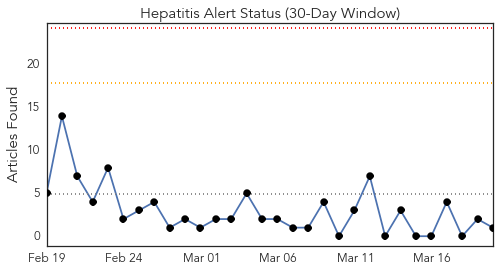 Hepatitis Alert Status (30-Day Window)
Articles Found
20
15
10
5
0
Feb 19 Feb 24 Mar 01 Mar 06 Mar 11 Mar 16